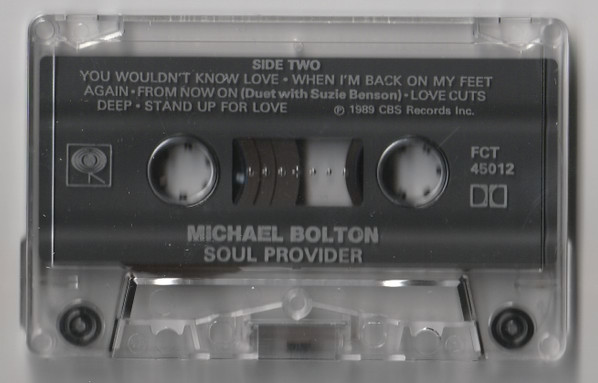 SIDE TWO
YOU WOULDN'T KNOW LOVE • WHEN I'M BACK ON MY FEET
AGAIN • FROM NOW ON (Duet with Suzie Benson) • LOVE CUTS
DEEP • STAND UP FOR LOVE ℗ 1989 CBS Records Inc.
FCT
45012
MICHAEL BOLTON
SOUL PROVIDER